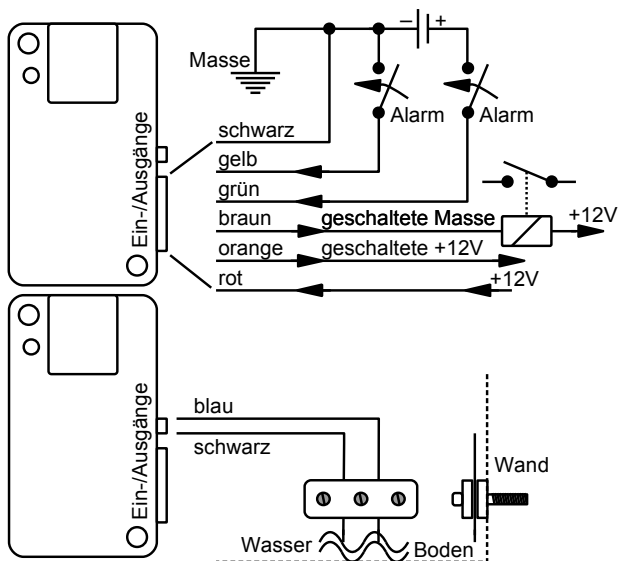 Masse
– +
Alarm
Alarm
schwarz
gelb
grün
braun geschaltete Masse +12V
orange geschaltete +12V
rot +12V
Ein-/Ausgänge
blau
schwarz
Ein-/Ausgänge
Wand
Wasser Boden